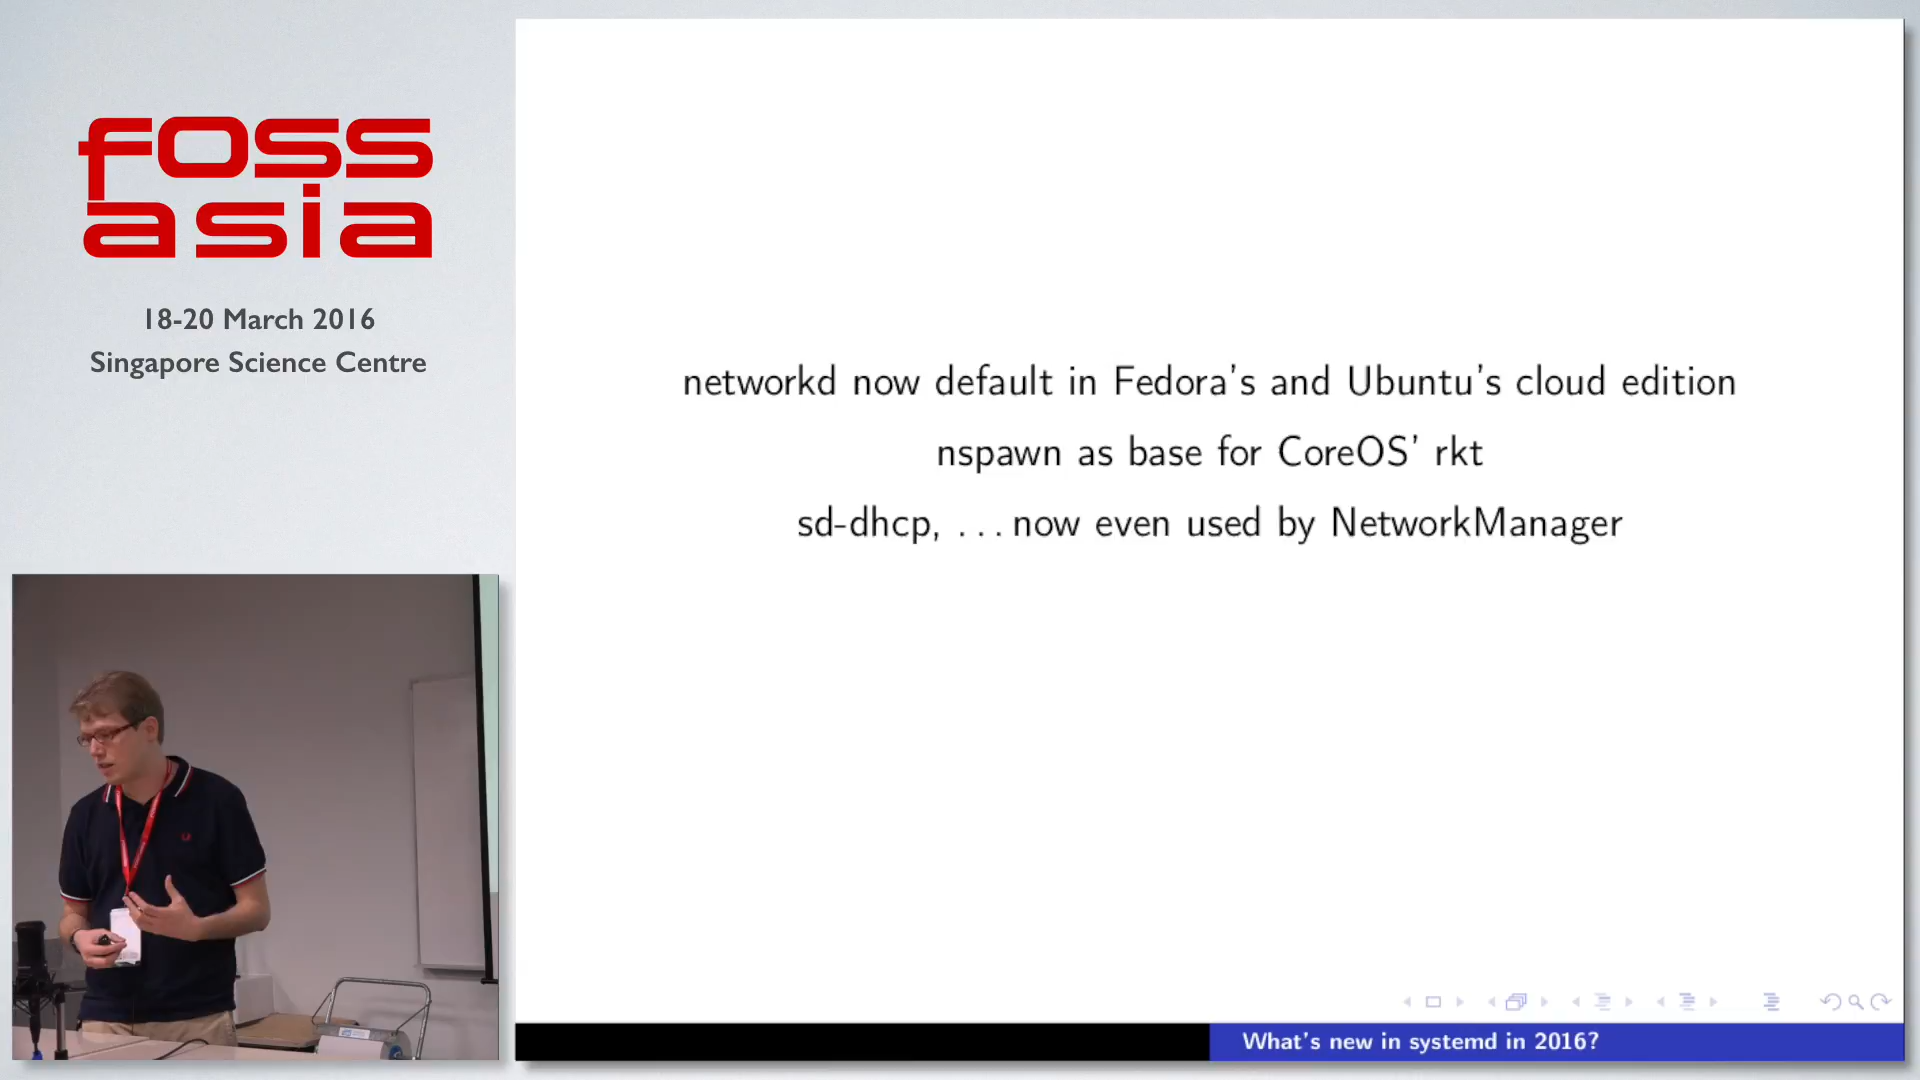 foss
asia
18-20 March 2016
Singapore Science Centre
networkd now default in Fedora's and Ubuntu's cloud edition
nspawn as base for CoreOS' rkt
sd-dhcp, ... now even used by NetworkManager
What's new in systemd in 2016?